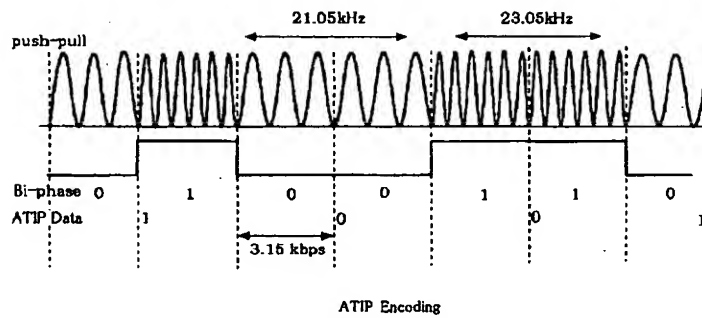 21.05kHz 23.05kHz
push-pull
Bi-phase 0 1 0 0 1 1 0
ATIP Data 1 0 0 1
3.15 kbps
ATIP Encoding